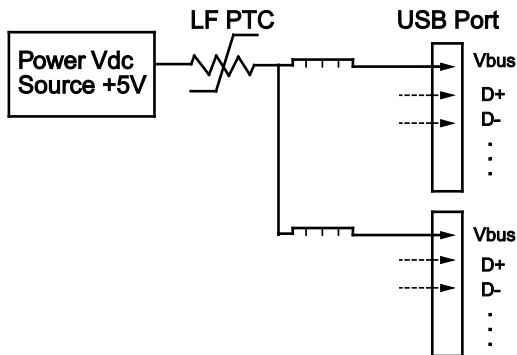 LF PTC
USB Port
Power Vdc
Source +5V
Vbus
D+
D-
Vbus
D+
D-